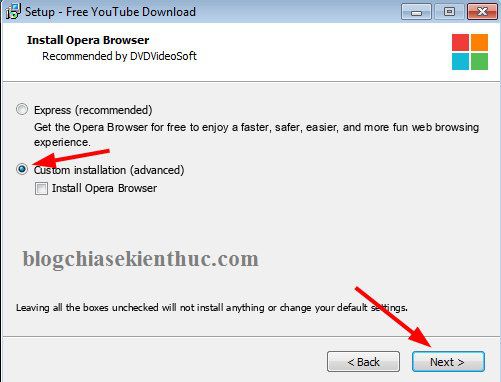 Setup - Free YouTube Download
Install Opera Browser
Recommended by DVDVideoSoft
Express (recommended)
Get the Opera Browser for free to enjoy a faster, safer, easier, and more fun web browsing
experience.
Custom installation (advanced)
Install Opera Browser
blogchiasekienthuc.com
Leaving all the boxes unchecked will not install anything or change your default settings.
< Back
Next >